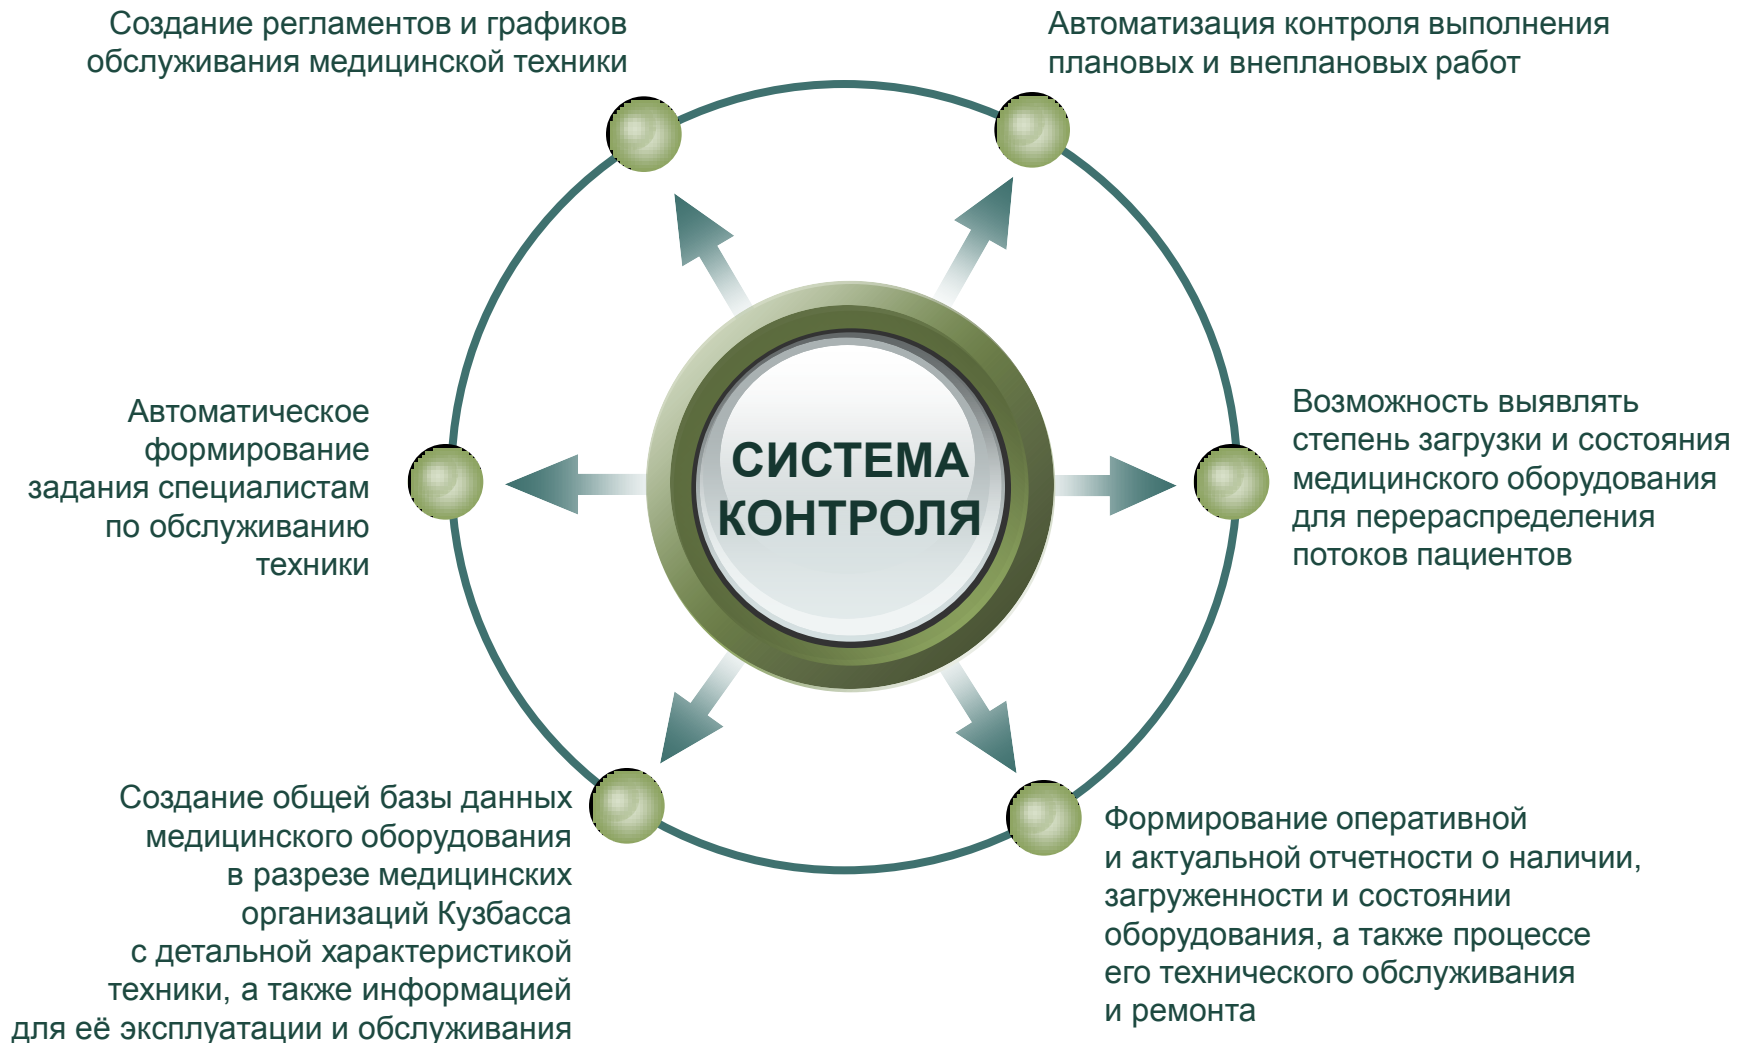 Создание регламентов и графиков
обслуживания медицинской техники
Автоматизация контроля выполнения
плановых и внеплановых работ
Автоматическое
формирование
задания специалистам
по обслуживанию
техники
СИСТЕМА
КОНТРОЛЯ
Возможность выявлять
степень загрузки и состояния
медицинского оборудования
для перераспределения
потоков пациентов
Создание общей базы данных
медицинского оборудования
в разрезе медицинских
организаций Кузбасса
с детальной характеристикой
техники, а также информацией
для её эксплуатации и обслуживания
Формирование оперативной
и актуальной отчетности о наличии,
загруженности и состоянии
оборудования, а также процессе
его технического обслуживания
и ремонта